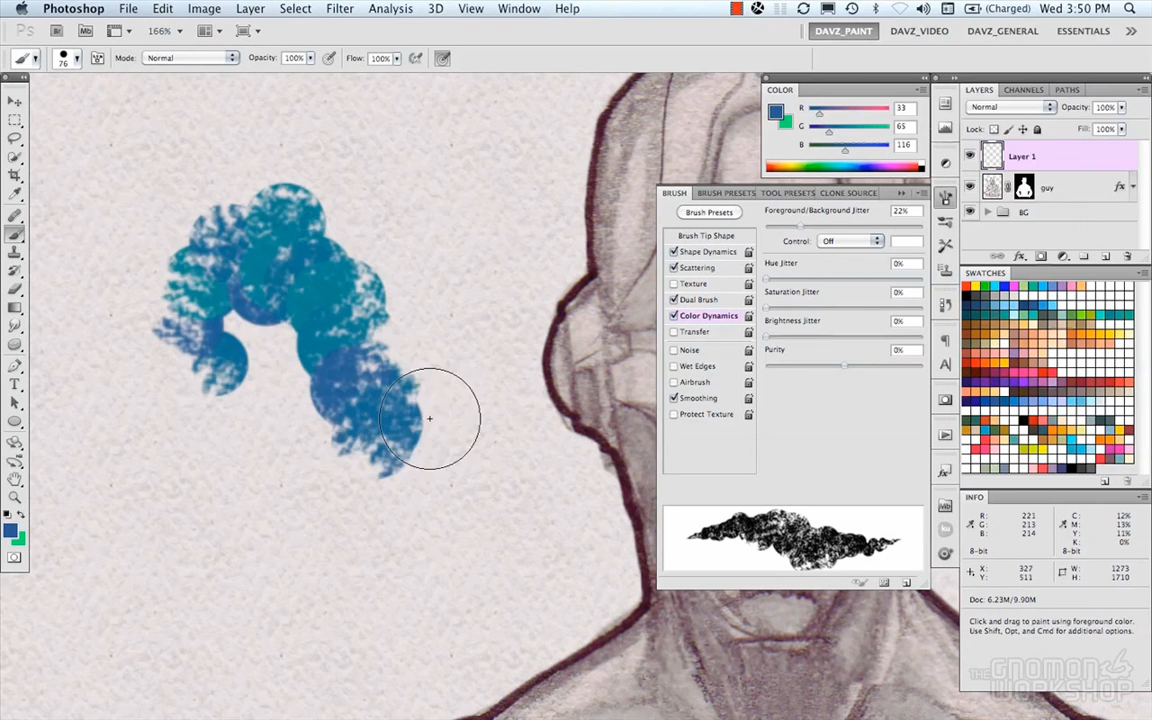 Photoshop File Edit Image Layer Select Filter Analysis 3D View Window Help (Charged) Wed 3:50 PM
Ps Br Mb 166% DAVZ_PAINT DAVZ_VIDEO DAVZ_GENERAL ESSENTIALS
76 Mode: Normal Opacity: 100% Flow: 100%
COLOR
R 33
G 65
B 116
BRUSH BRUSH PRESETS TOOL PRESETS CLONE SOURCE
Brush Presets
Brush Tip Shape
Shape Dynamics
Scattering
Texture
Dual Brush
Color Dynamics
Transfer
Noise
Wet Edges
Airbrush
Smoothing
Protect Texture
Foreground/Background Jitter 22%
Control: Off
Hue Jitter 0%
Saturation Jitter 0%
Brightness Jitter 0%
Purity 0%
LAYERS CHANNELS PATHS
Normal Opacity: 100%
Lock: Fill: 100%
Layer 1
guy fx
BG
fx
SWATCHES
INFO
R: 221 C: 12%
G: 213 M: 13%
B: 214 Y: 11%
K: 0%
8-bit 8-bit
X: 327 W: 1273
Y: 511 H: 1710
Doc: 6.23M/9.90M
Click and drag to paint using foreground color.
Use Shift, Opt, and Cmd for additional options.
THE GNOMON
WORKSHOP